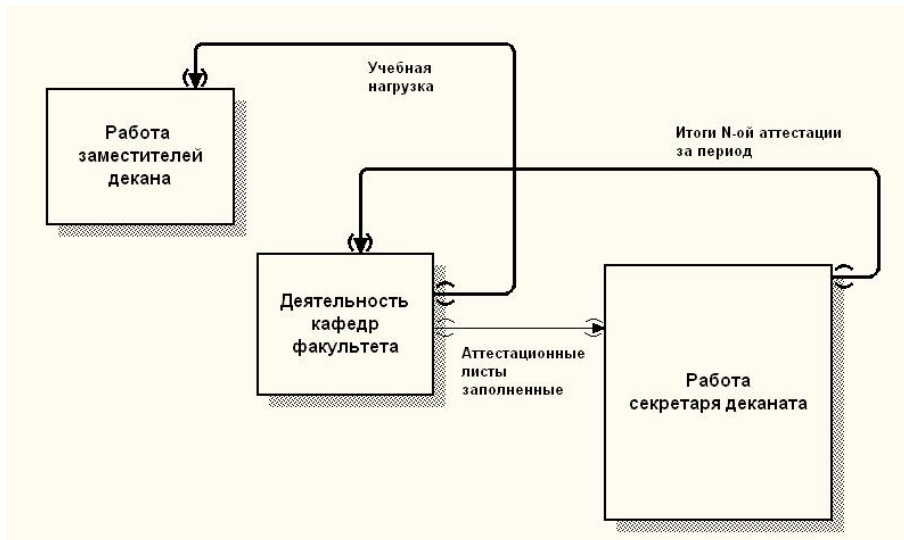 Учебная
нагрузка
Работа
заместителей
декана
Итоги N-ой аттестации
за период
Деятельность
кафедр
факультета
Аттестационные
листы
заполненные
Работа
секретаря деканата